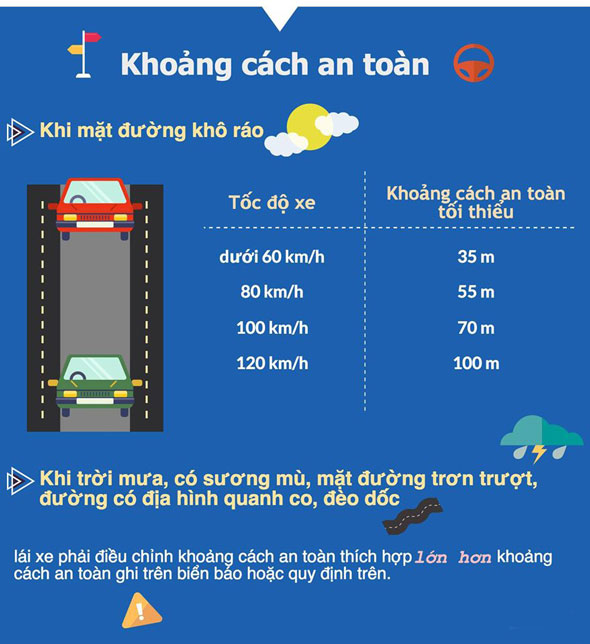 Khoảng cách an toàn
Khi mặt đường khô ráo
Tốc độ xe
Khoảng cách an toàn
tối thiểu
dưới 60 km/h
35 m
80 km/h
55 m
100 km/h
70 m
120 km/h
100 m
Khi trời mưa, có sương mù, mặt đường trơn trượt,
đường có địa hình quanh co, đèo dốc
lái xe phải điều chỉnh khoảng cách an toàn thích hợp lớn hơn khoảng
cách an toàn ghi trên biển báo hoặc quy định trên.